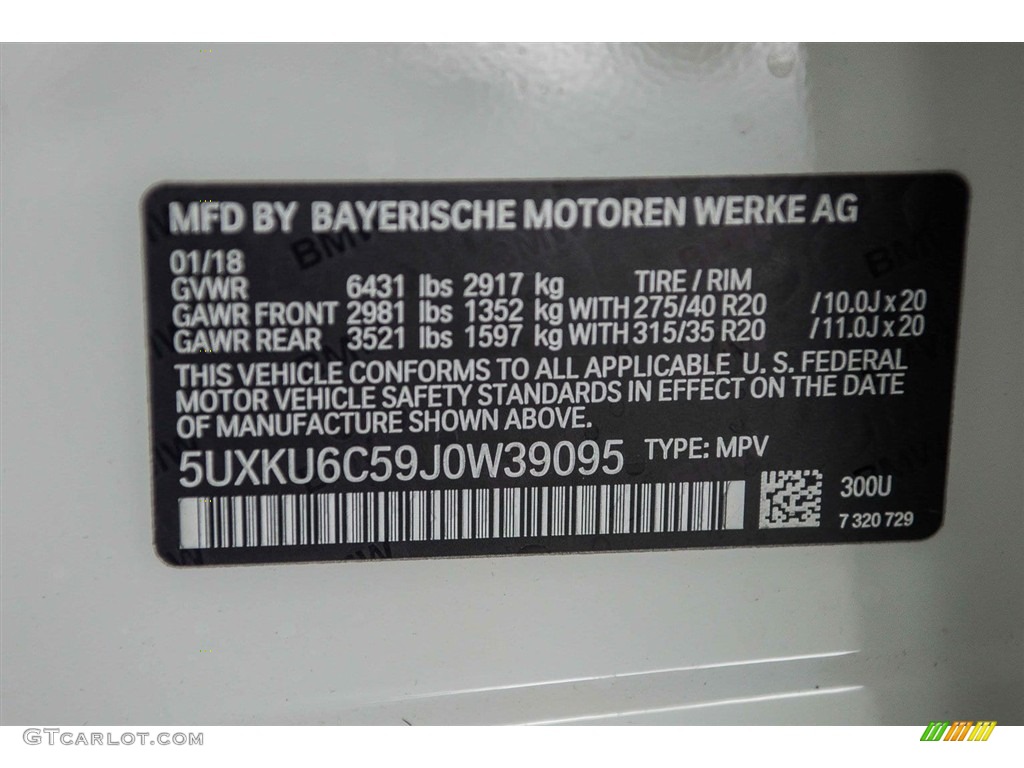 MFD BY BAYERISCHE MOTOREN WERKE AG
01/18
GVWR 6431 lbs 2917 kg TIRE / RIM
GAWR FRONT 2981 lbs 1352 kg WITH 275/40 R20 /10.0J x 20
GAWR REAR 3521 lbs 1597 kg WITH 315/35 R20 /11.0J x 20
THIS VEHICLE CONFORMS TO ALL APPLICABLE U. S. FEDERAL
MOTOR VEHICLE SAFETY STANDARDS IN EFFECT ON THE DATE
OF MANUFACTURE SHOWN ABOVE.
5UXKU6C59J0W39095 TYPE: MPV
300U
7 320 729
GTCARLOT.COM